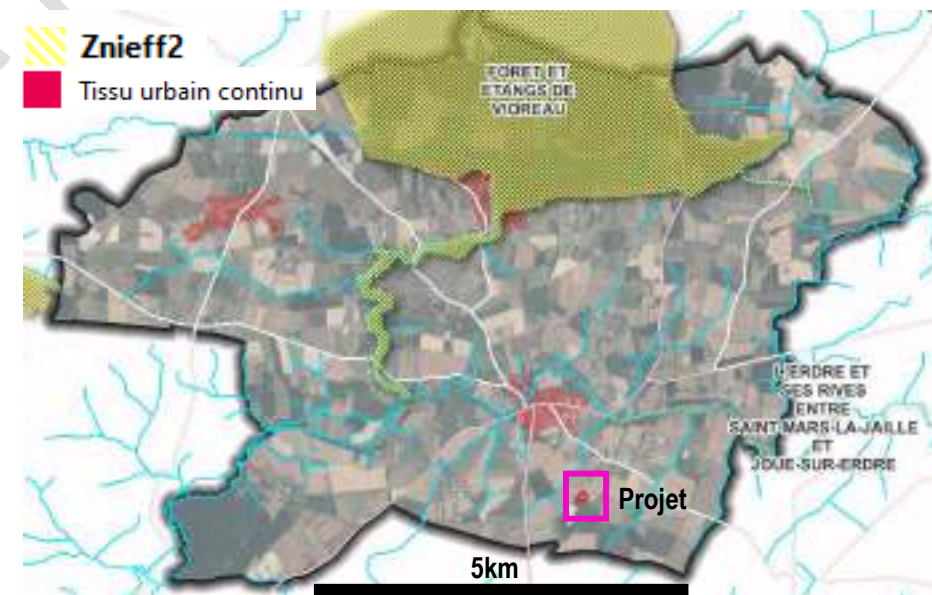 Znieff2
Tissu urbain continu
FORET ET
ETANGS DE
VIOREAU
L'ERDRE ET
SES RIVES
ENTRE
SAINT-MARS-LA-JAILLE
ET
JOUE-SUR-ERDRE
Projet
5km